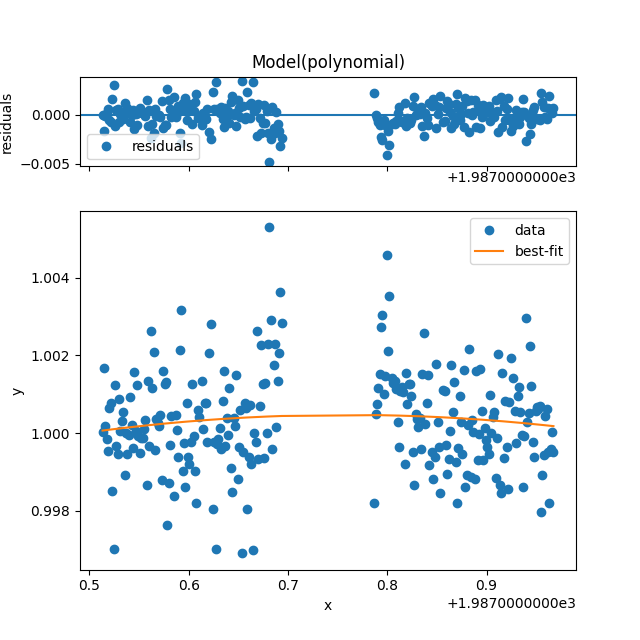 Model(polynomial)
residuals
0.000
−0.005
residuals
+1.9870000000e3
y
1.004
1.002
1.000
0.998
data
best-fit
0.5 0.6 0.7 0.8 0.9
x
+1.9870000000e3